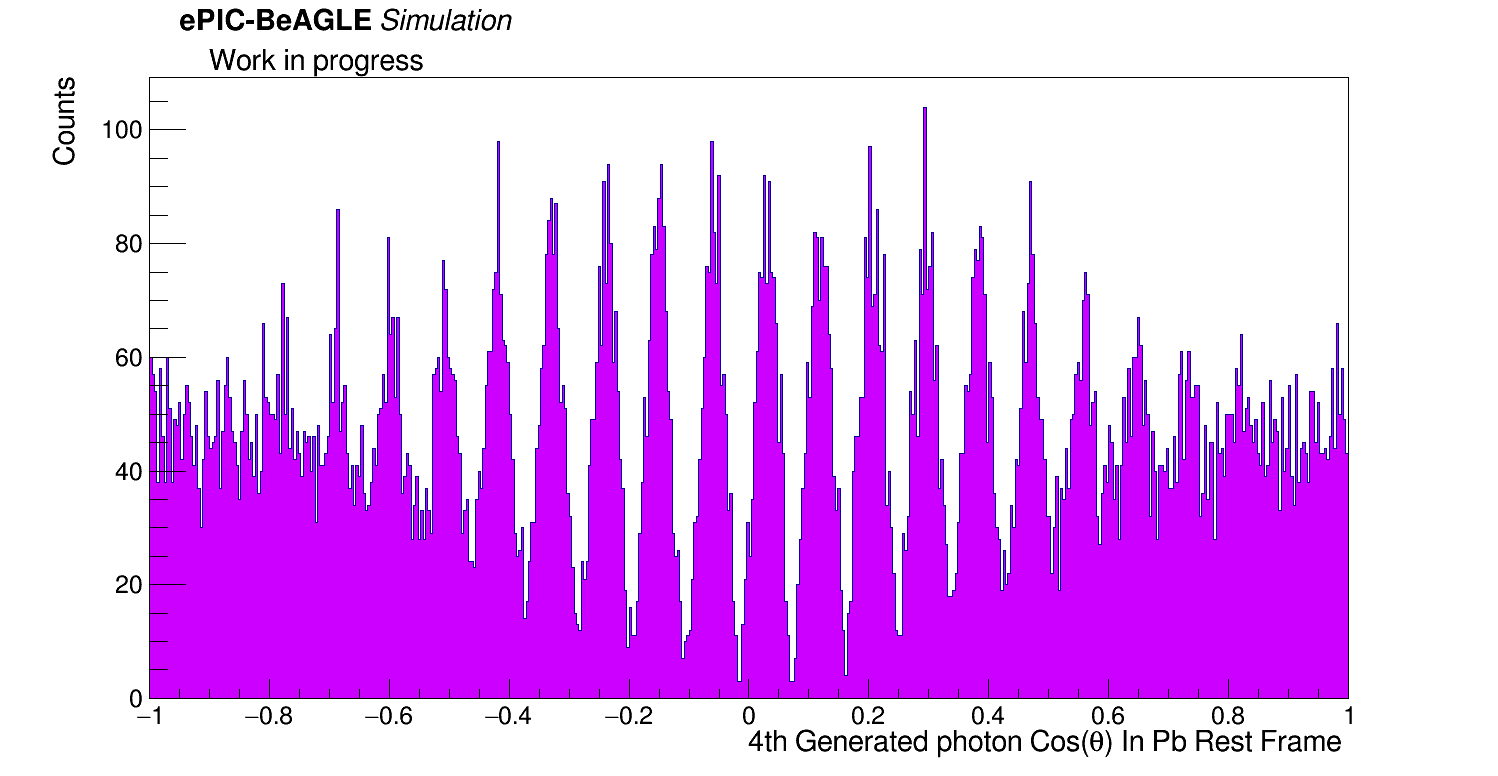 ePIC-BeAGLE Simulation
Work in progress
Counts
100
80
60
40
20
0
−1 −0.8 −0.6 −0.4 −0.2 0 0.2 0.4 0.6 0.8 1
4th Generated photon Cos(θ) In Pb Rest Frame